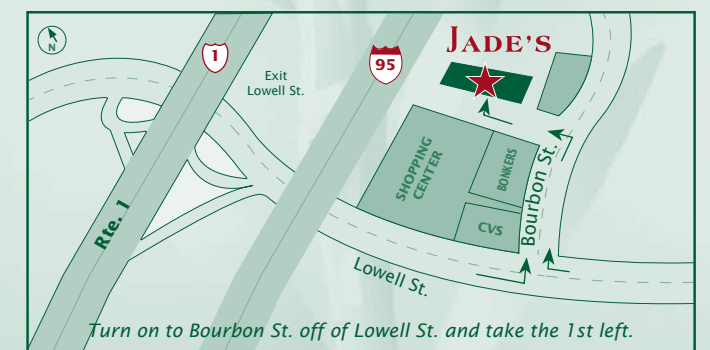 N
1
95
JADE'S
Exit
Lowell St.
SHOPPING
CENTER
BONKERS
CVS
Bourbon St.
Rte. 1
Lowell St.
Turn on to Bourbon St. off of Lowell St. and take the 1st left.